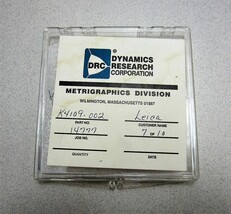 DRC
DYNAMICS
RESEARCH
CORPORATION
METRIGRAPHICS DIVISION
WILMINGTON, MASSACHUSETTS 01887
K4109-002 Leica
PART NO. CUSTOMER NAME
14777 7 of 10
JOB NO.
QUANTITY DATE